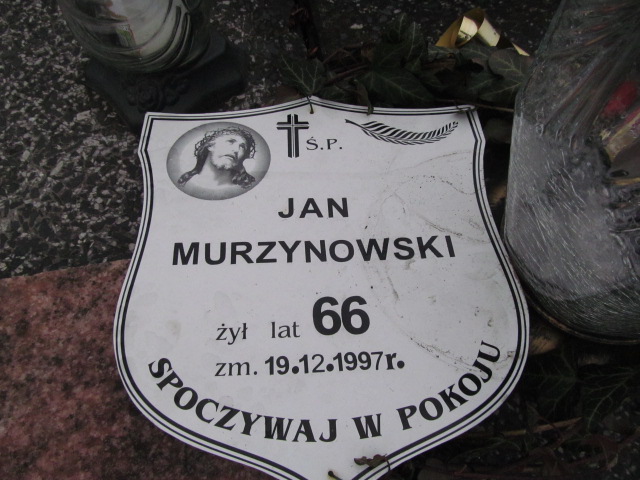 Ś.P.
JAN
MURZYNOWSKI
żył lat 66
zm. 19.12.1997r.
SPOCZYWAJ W POKOJU